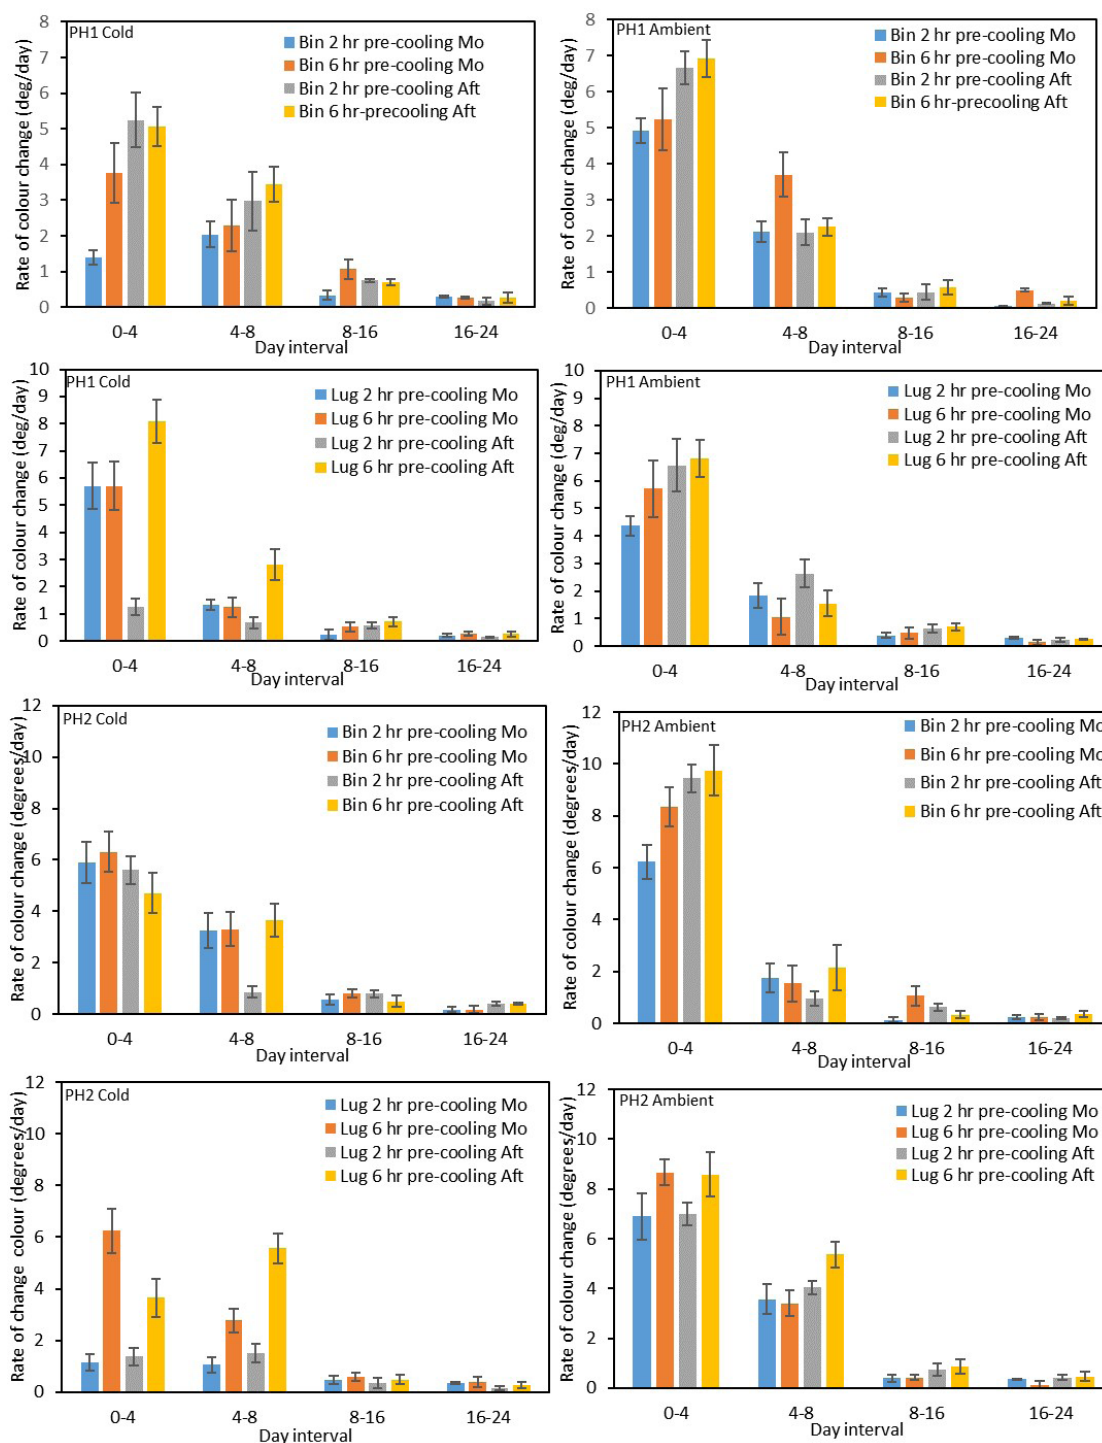 PH1 Cold
Bin 2 hr pre-cooling Mo
Bin 6 hr pre-cooling Mo
Bin 2 hr pre-cooling Aft
Bin 6 hr-precooling Aft
Rate of colour change (deg/day)
8
7
6
5
4
3
2
1
0
0-4
4-8
8-16
16-24
Day interval
PH1 Ambient
Bin 2 hr pre-cooling Mo
Bin 6 hr pre-cooling Mo
Bin 2 hr pre-cooling Aft
Bin 6 hr-precooling Aft
Rate of colour change (deg/day)
8
7
6
5
4
3
2
1
0
0-4
4-8
8-16
16-24
Day interval
PH1 Cold
Lug 2 hr pre-cooling Mo
Lug 6 hr pre-cooling Mo
Lug 2 hr pre-cooling Aft
Lug 6 hr pre-cooling Aft
Rate of colour change (deg/day)
10
9
8
7
6
5
4
3
2
1
0
0-4
4-8
8-16
16-24
Day interval
PH1 Ambient
Lug 2 hr pre-cooling Mo
Lug 6 hr pre-cooling Mo
Lug 2 hr pre-cooling Aft
Lug 6 hr pre-cooling Aft
Rate of colour change (deg/day)
10
9
8
7
6
5
4
3
2
1
0
0-4
4-8
8-16
16-24
Day interval
PH2 Cold
Bin 2 hr pre-cooling Mo
Bin 6 hr pre-cooling Mo
Bin 2 hr pre-cooling Aft
Bin 6 hr pre-cooling Aft
Rate of colour change (degrees/day)
12
10
8
6
4
2
0
0-4
4-8
8-16
16-24
Day interval
PH2 Ambient
Bin 2 hr pre-cooling Mo
Bin 6 hr pre-cooling Mo
Bin 2 hr pre-cooling Aft
Bin 6 hr pre-cooling Aft
Rate of colour change (degrees/day)
12
10
8
6
4
2
0
0-4
4-8
8-16
16-24
Day interval
PH2 Cold
Lug 2 hr pre-cooling Mo
Lug 6 hr pre-cooling Mo
Lug 2 hr pre-cooling Aft
Lug 6 hr pre-cooling Aft
Rate of change colour (degrees/day)
12
10
8
6
4
2
0
0-4
4-8
8-16
16-24
Day interval
PH2 Ambient
Lug 2 hr pre-cooling Mo
Lug 6 hr pre-cooling Mo
Lug 2 hr pre-cooling Aft
Lug 6 hr pre-cooling Aft
Rate of colour change (degrees/day)
12
10
8
6
4
2
0
0-4
4-8
8-16
16-24
Day interval